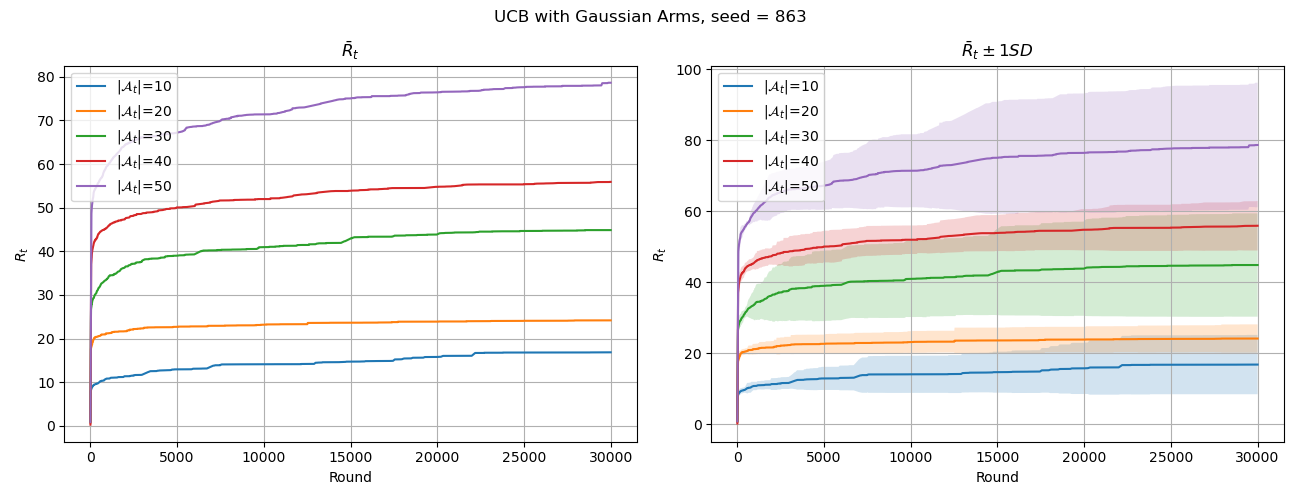 UCB with Gaussian Arms, seed = 863
R̄ₜ
80
70
60
50
40
30
20
10
0
Rₜ
|𝒜ₜ|=10
|𝒜ₜ|=20
|𝒜ₜ|=30
|𝒜ₜ|=40
|𝒜ₜ|=50
0 5000 10000 15000 20000 25000 30000
Round
R̄ₜ ± 1SD
100
80
60
40
20
0
Rₜ
|𝒜ₜ|=10
|𝒜ₜ|=20
|𝒜ₜ|=30
|𝒜ₜ|=40
|𝒜ₜ|=50
0 5000 10000 15000 20000 25000 30000
Round